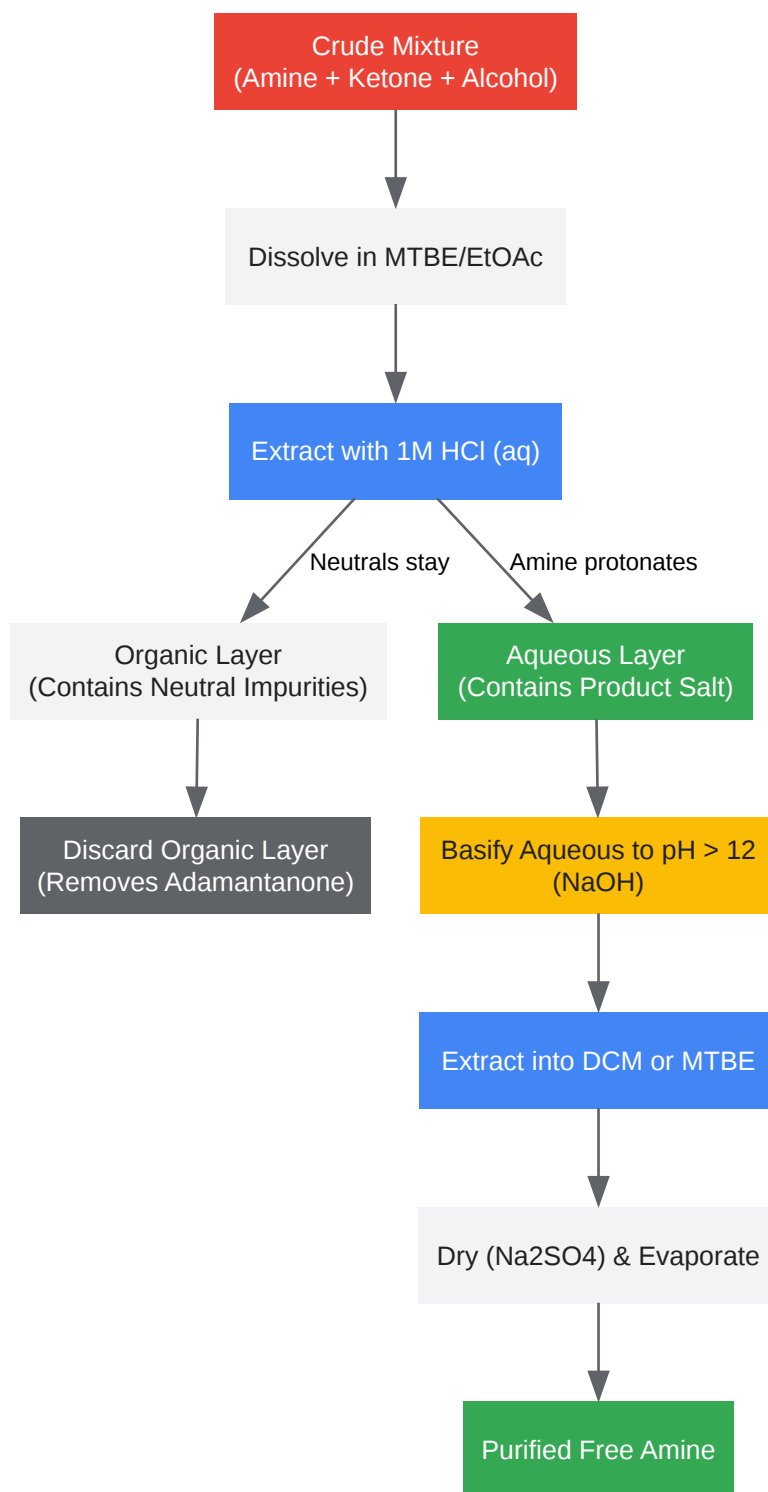 Crude Mixture
(Amine + Ketone + Alcohol)
Dissolve in MTBE/EtOAc
Extract with 1M HCl (aq)
Neutrals stay
Amine protonates
Organic Layer
(Contains Neutral Impurities)
Aqueous Layer
(Contains Product Salt)
Discard Organic Layer
(Removes Adamantanone)
Basify Aqueous to pH > 12
(NaOH)
Extract into DCM or MTBE
Dry (Na2SO4) & Evaporate
Purified Free Amine